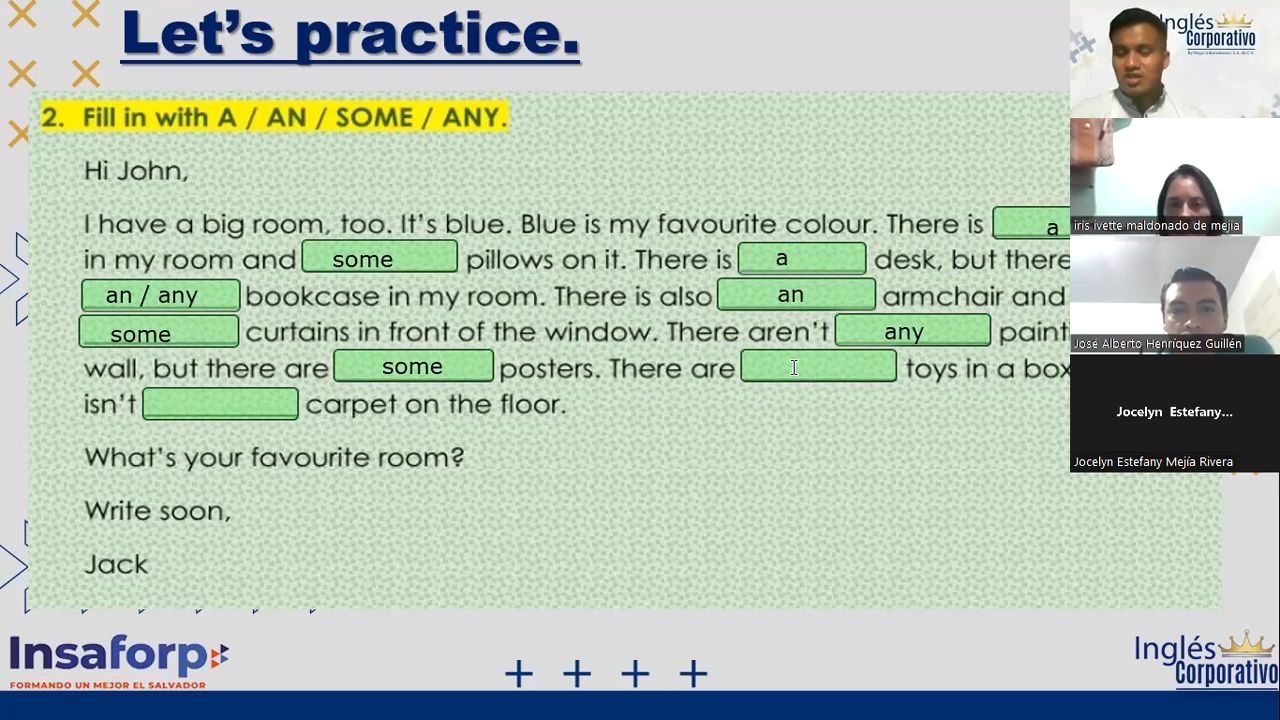 Let's practice.
2. Fill in with A / AN / SOME / ANY.
Hi John,
I have a big room, too. It's blue. Blue is my favourite colour. There is a
in my room and some pillows on it. There is a desk, but there
an / any bookcase in my room. There is also an armchair and
some curtains in front of the window. There aren't any paint
wall, but there are some posters. There are toys in a box
isn't carpet on the floor.
What's your favourite room?
Write soon,
Jack
Insaforp
FORMANDO UN MEJOR EL SALVADOR
Inglés
Corporativo
Inglés
Corporativo
iris ivette maldonado de mejia
José Alberto Henríquez Guillén
Jocelyn Estefany...
Jocelyn Estefany Mejía Rivera